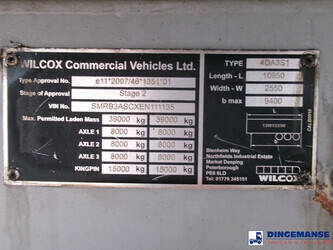 WILCOX Commercial Vehicles Ltd.
Type Approval No. e11*2007/46*1351*01
Stage of Approval Stage 2
VIN No. SMRB3ASCXEN111135
Max. Permitted Laden Mass 39000 kg 39000 kg
AXLE 1 8000 kg 8000 kg
AXLE 2 8000 kg 8000 kg
AXLE 3 8000 kg 8000 kg
KINGPIN 15000 kg 15000 kg
TYPE 4DA3S1
Length - L 10950
Width - W 2550
b max 9400
L
Blenheim Way
Northfields Industrial Estate
Market Deeping
Peterborough
PE6 8LD
Tel: 01778 345151
WILCOX
DINGEMANSE